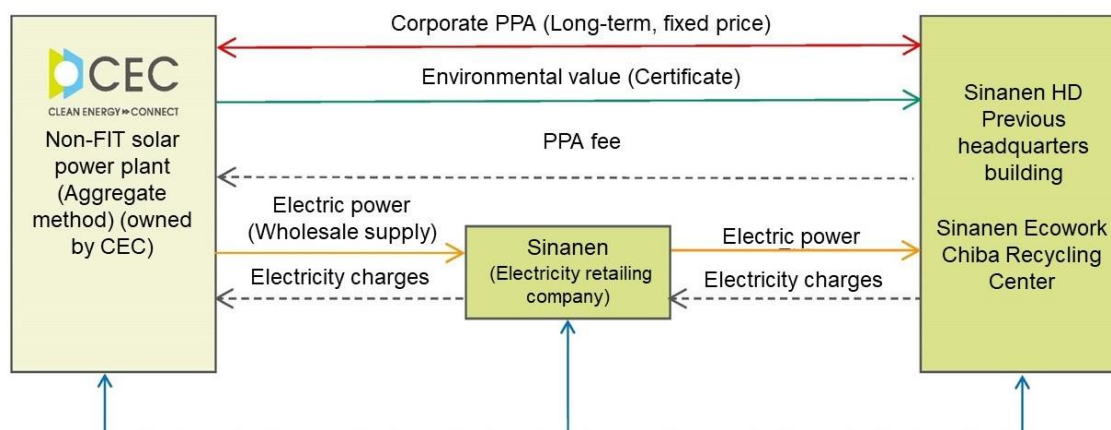 Corporate PPA (Long-term, fixed price)
CEC
CLEAN ENERGY CONNECT
Non-FIT solar
power plant
(Aggregate
method) (owned
by CEC)
Environmental value (Certificate)
PPA fee
Electric power
(Wholesale supply)
Electricity charges
Sinanen
(Electricity retailing
company)
Electric power
Electricity charges
Sinanen HD
Previous
headquarters
building
Sinanen Ecowork
Chiba Recycling
Center